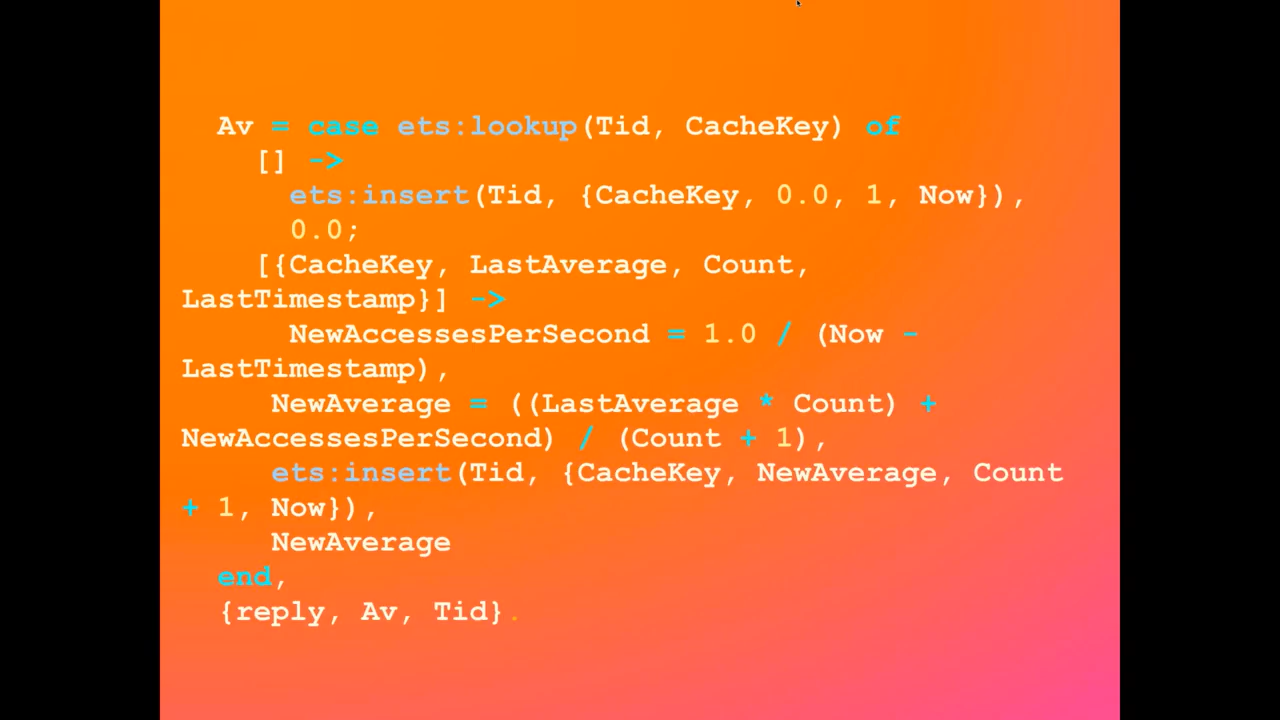 Av = case ets:lookup(Tid, CacheKey) of
[] ->
ets:insert(Tid, {CacheKey, 0.0, 1, Now}),
0.0;
[{CacheKey, LastAverage, Count,
LastTimestamp}] ->
NewAccessesPerSecond = 1.0 / (Now -
LastTimestamp),
NewAverage = ((LastAverage * Count) +
NewAccessesPerSecond) / (Count + 1),
ets:insert(Tid, {CacheKey, NewAverage, Count
+ 1, Now}),
NewAverage
end,
{reply, Av, Tid}.